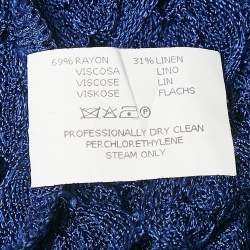 69% RAYON 31% LINEN
VISCOSA LINO
VISCOSE LIN
VISKOSE FLACHS
PROFESSIONALLY DRY CLEAN
PERCHLORETHYLENE
STEAM ONLY